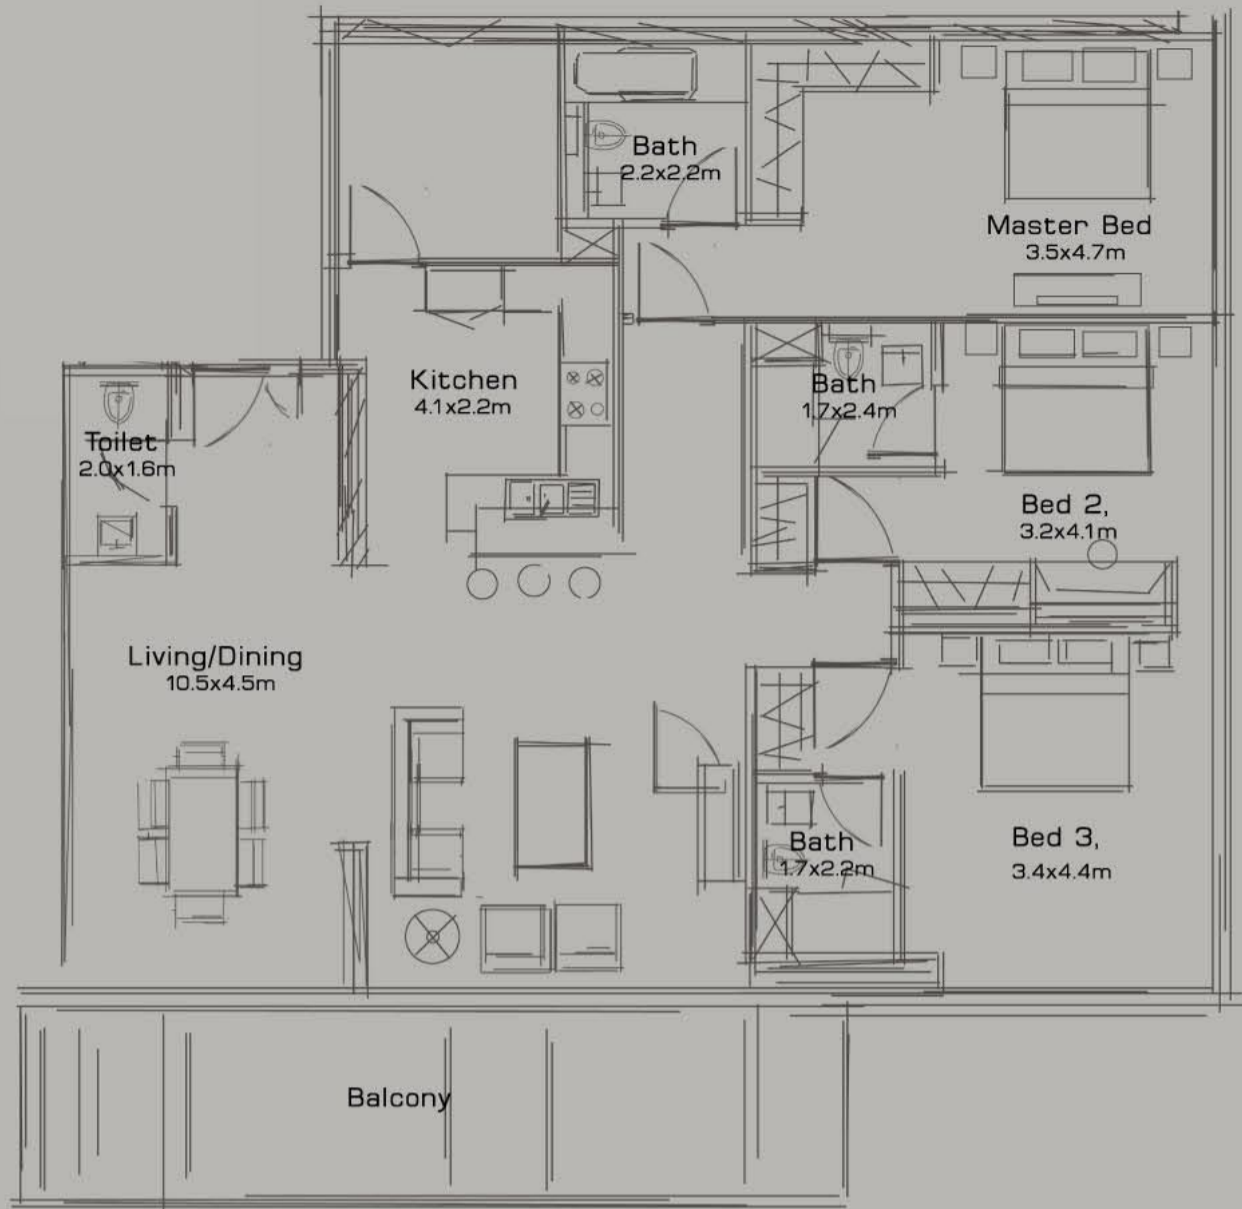 Bath
2.2x2.2m
Master Bed
3.5x4.7m
Kitchen
4.1x2.2m
Bath
1.7x2.4m
Toilet
2.0x1.6m
Bed 2,
3.2x4.1m
Living/Dining
10.5x4.5m
Bath
1.7x2.2m
Bed 3,
3.4x4.4m
Balcony